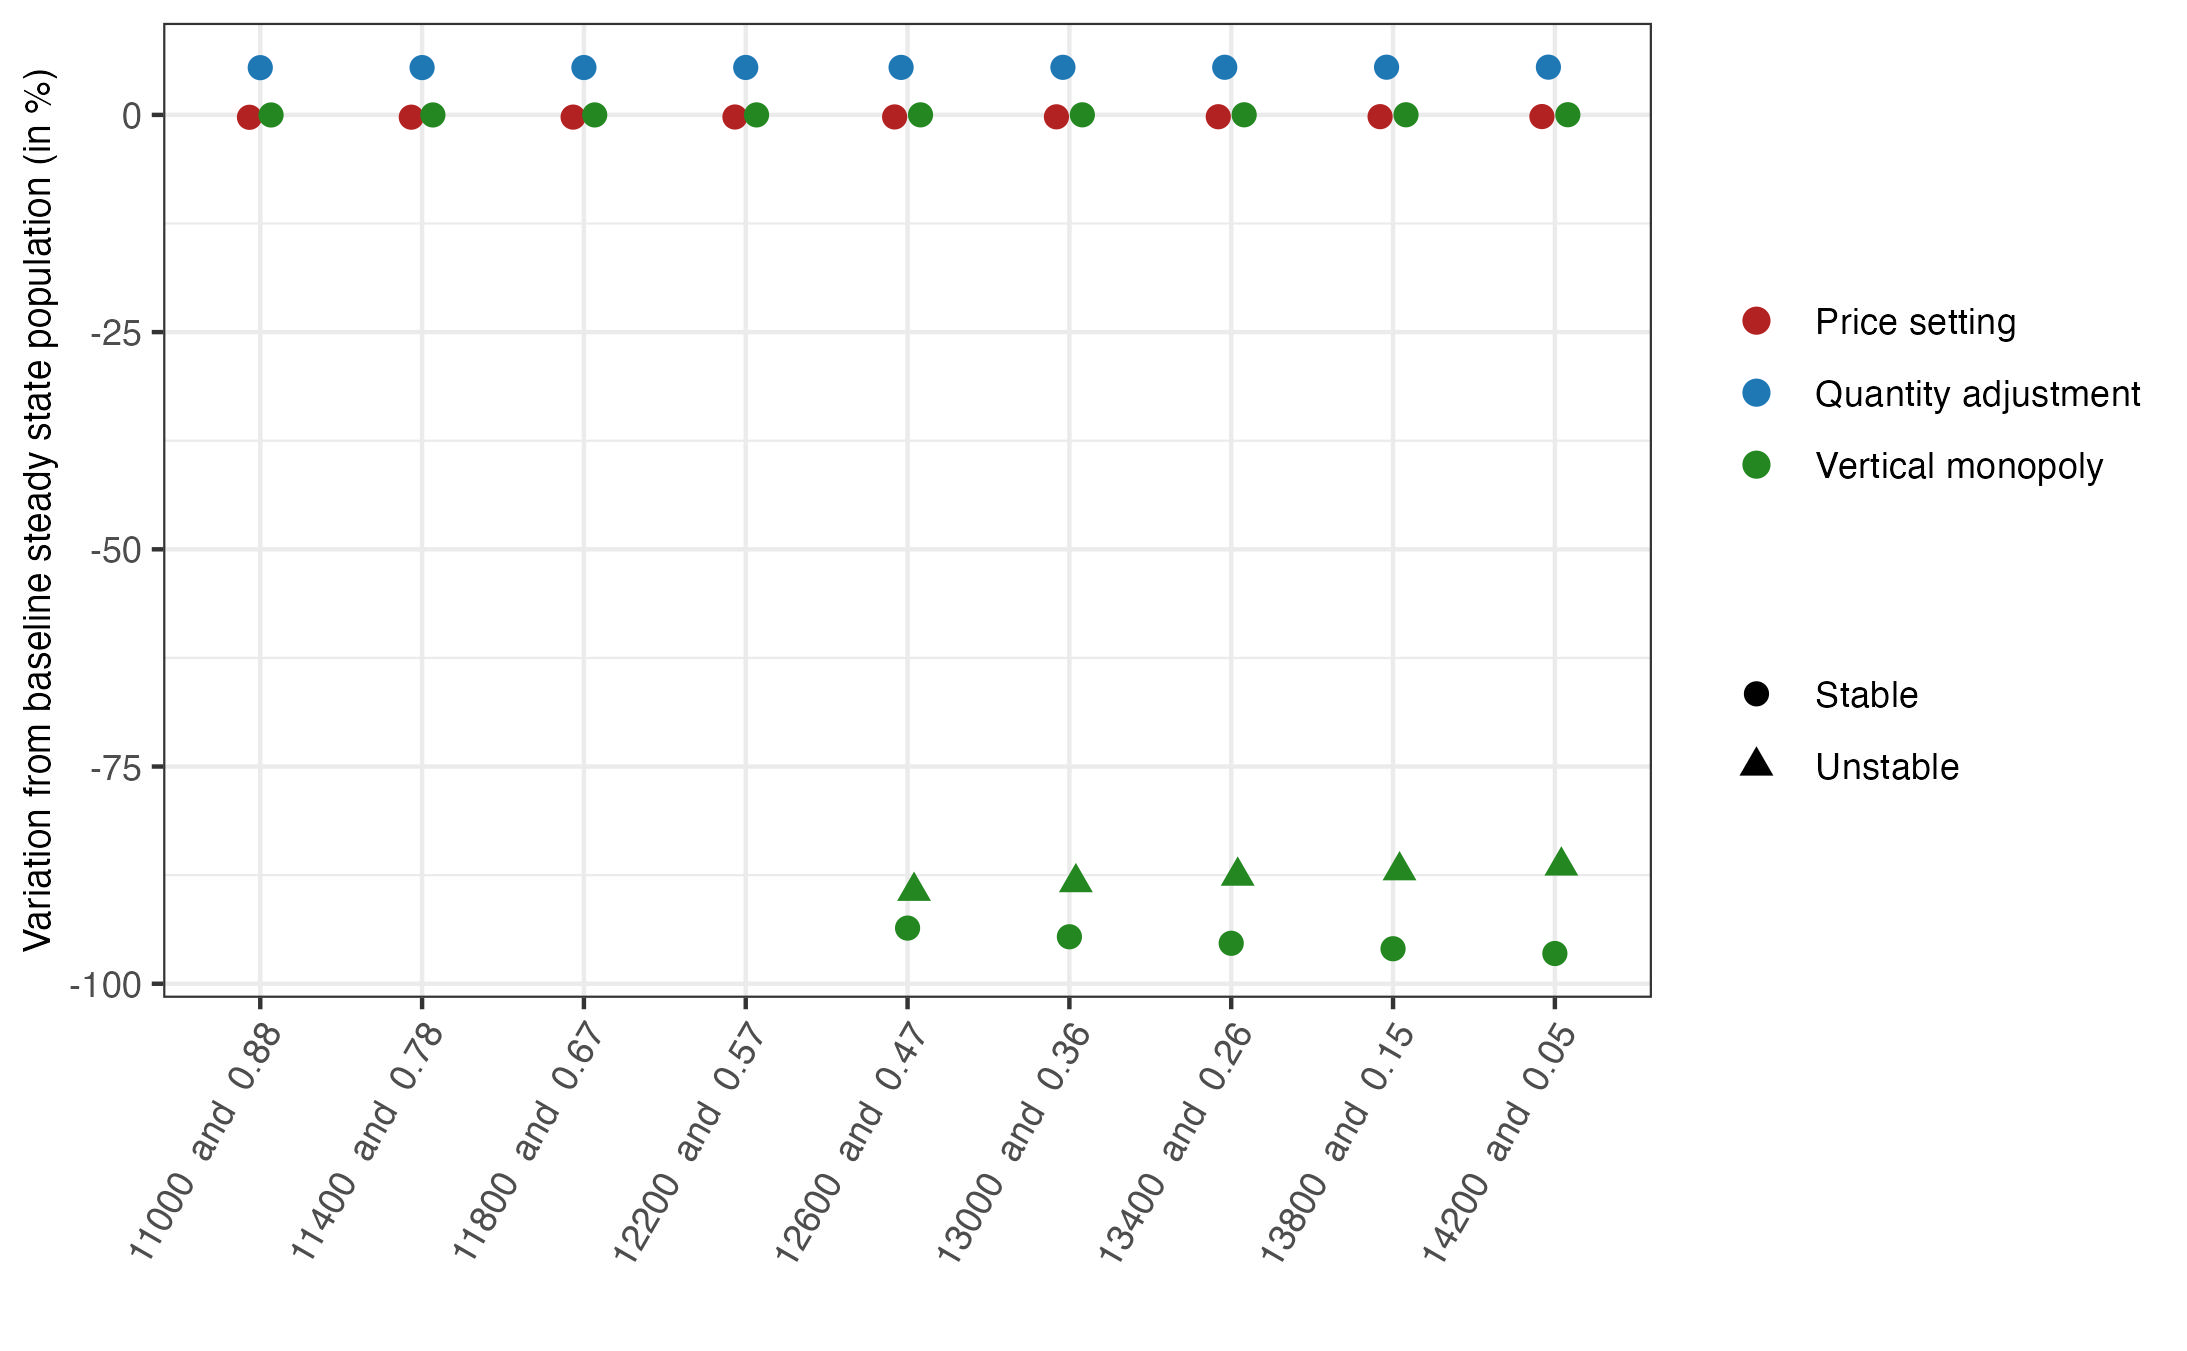 Variation from baseline steady state population (in %)
0
-25
-50
-75
-100
11000 and 0.88
11400 and 0.78
11800 and 0.67
12200 and 0.57
12600 and 0.47
13000 and 0.36
13400 and 0.26
13800 and 0.15
14200 and 0.05
Price setting
Quantity adjustment
Vertical monopoly
Stable
Unstable